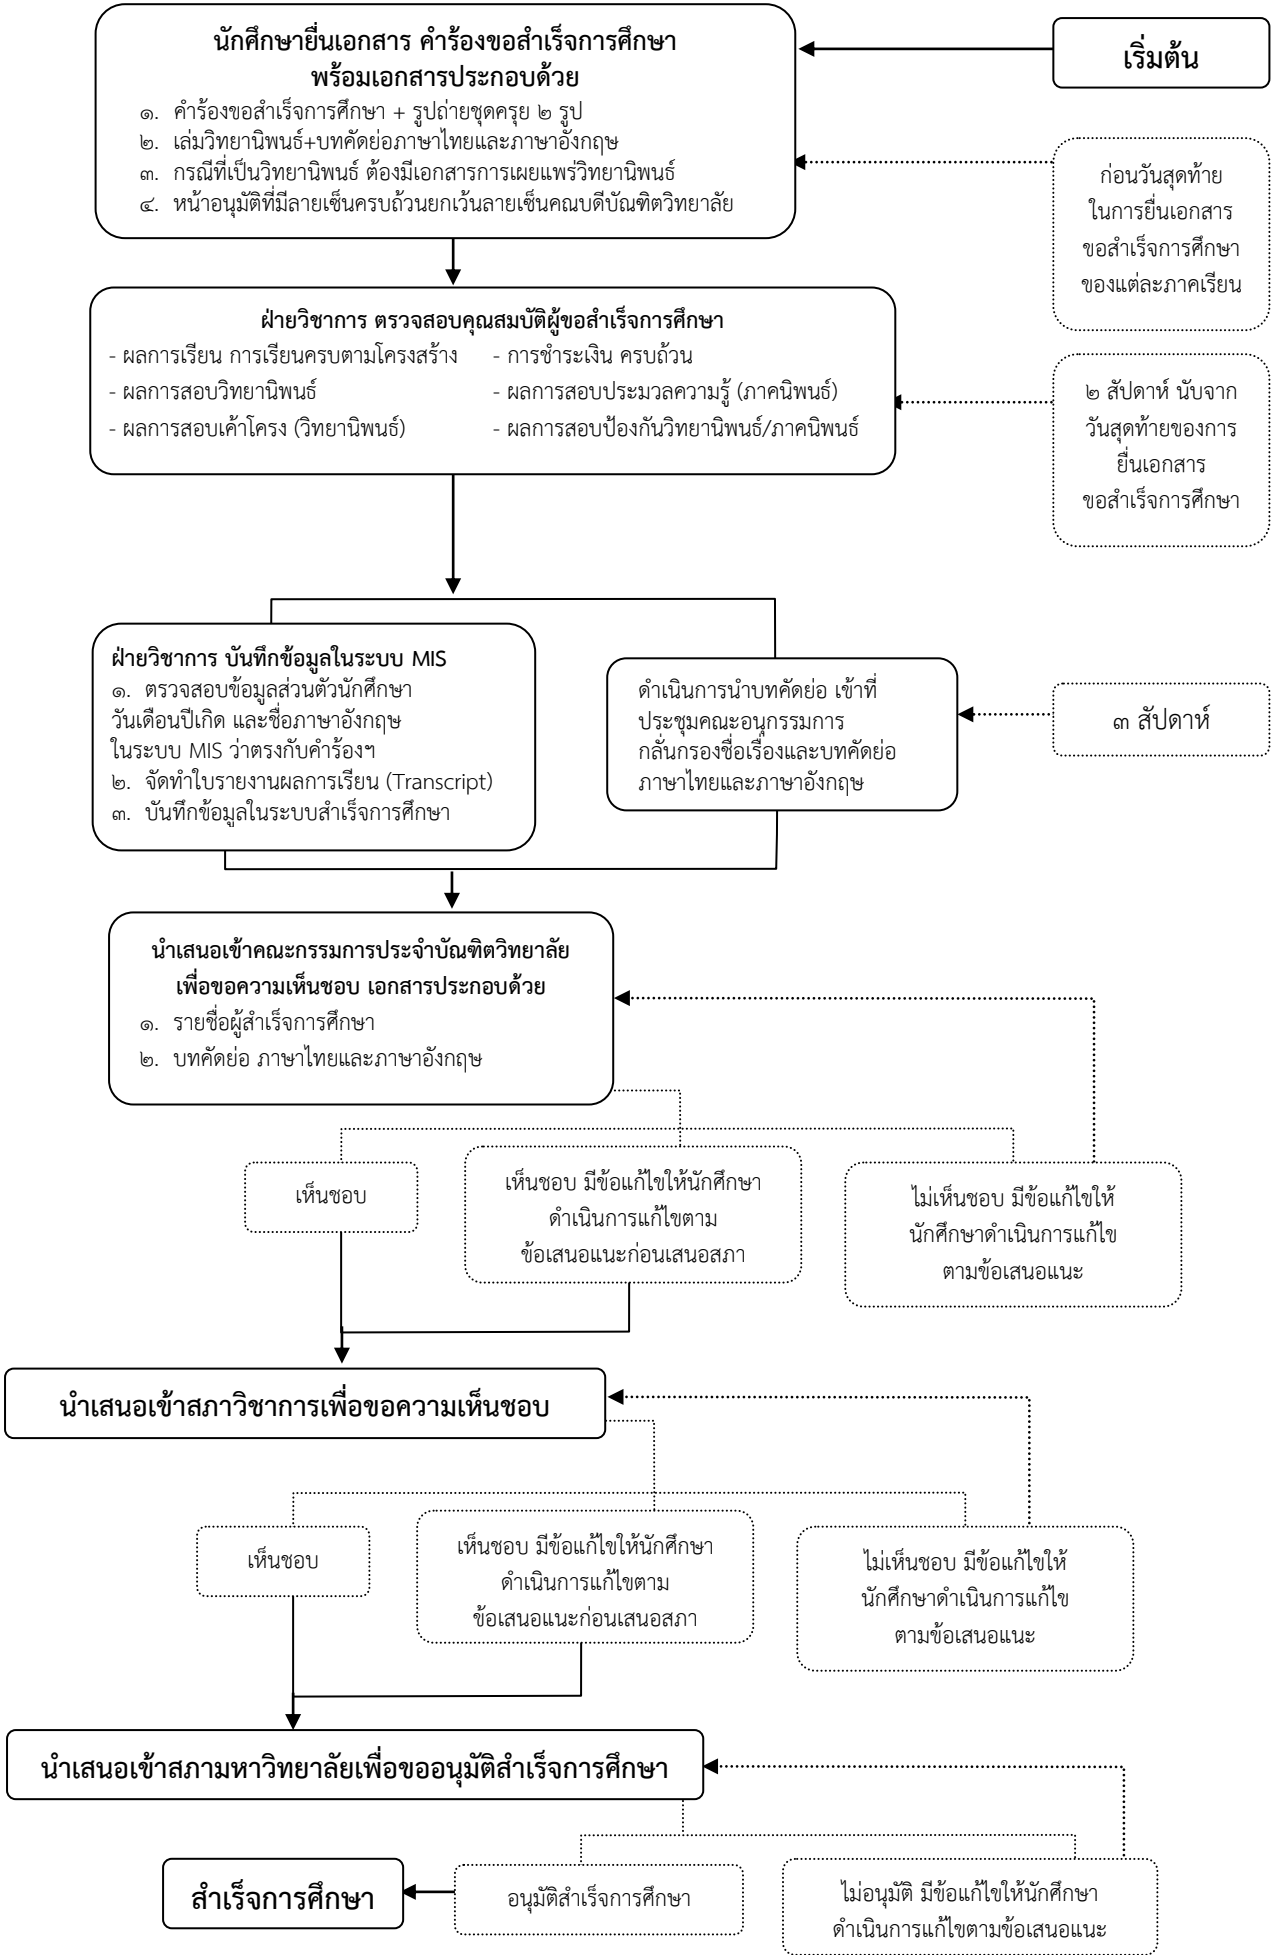 นักศึกษายื่นเอกสาร คำร้องขอสำเร็จการศึกษา
พร้อมเอกสารประกอบด้วย
๑. คำร้องขอสำเร็จการศึกษา + รูปถ่ายชุดครุย ๒ รูป
๒. เล่มวิทยานิพนธ์+บทคัดย่อภาษาไทยและภาษาอังกฤษ
๓. กรณีที่เป็นวิทยานิพนธ์ ต้องมีเอกสารการเผยแพร่วิทยานิพนธ์
๔. หน้าอนุมัติที่มีลายเซ็นครบถ้วนยกเว้นลายเซ็นคณบดีบัณฑิตวิทยาลัย
เริ่มต้น
ก่อนวันสุดท้าย
ในการยื่นเอกสาร
ขอสำเร็จการศึกษา
ของแต่ละภาคเรียน
ฝ่ายวิชาการ ตรวจสอบคุณสมบัติผู้ขอสำเร็จการศึกษา
- ผลการเรียน การเรียนครบตามโครงสร้าง - การชำระเงิน ครบถ้วน
- ผลการสอบวิทยานิพนธ์ - ผลการสอบประมวลความรู้ (ภาคนิพนธ์)
- ผลการสอบเค้าโครง (วิทยานิพนธ์) - ผลการสอบป้องกันวิทยานิพนธ์/ภาคนิพนธ์
๒ สัปดาห์ นับจาก
วันสุดท้ายของการ
ยื่นเอกสาร
ขอสำเร็จการศึกษา
ฝ่ายวิชาการ บันทึกข้อมูลในระบบ MIS
๑. ตรวจสอบข้อมูลส่วนตัวนักศึกษา
วันเดือนปีเกิด และชื่อภาษาอังกฤษ
ในระบบ MIS ว่าตรงกับคำร้องฯ
๒. จัดทำใบรายงานผลการเรียน (Transcript)
๓. บันทึกข้อมูลในระบบสำเร็จการศึกษา
ดำเนินการนำบทคัดย่อ เข้าที่
ประชุมคณะอนุกรรมการ
กลั่นกรองชื่อเรื่องและบทคัดย่อ
ภาษาไทยและภาษาอังกฤษ
๓ สัปดาห์
นำเสนอเข้าคณะกรรมการประจำบัณฑิตวิทยาลัย
เพื่อขอความเห็นชอบ เอกสารประกอบด้วย
๑. รายชื่อผู้สำเร็จการศึกษา
๒. บทคัดย่อ ภาษาไทยและภาษาอังกฤษ
เห็นชอบ
เห็นชอบ มีข้อแก้ไขให้นักศึกษา
ดำเนินการแก้ไขตาม
ข้อเสนอแนะก่อนเสนอสภา
ไม่เห็นชอบ มีข้อแก้ไขให้
นักศึกษาดำเนินการแก้ไข
ตามข้อเสนอแนะ
นำเสนอเข้าสภาวิชาการเพื่อขอความเห็นชอบ
เห็นชอบ
เห็นชอบ มีข้อแก้ไขให้นักศึกษา
ดำเนินการแก้ไขตาม
ข้อเสนอแนะก่อนเสนอสภา
ไม่เห็นชอบ มีข้อแก้ไขให้
นักศึกษาดำเนินการแก้ไข
ตามข้อเสนอแนะ
นำเสนอเข้าสภามหาวิทยาลัยเพื่อขออนุมัติสำเร็จการศึกษา
สำเร็จการศึกษา
อนุมัติสำเร็จการศึกษา
ไม่อนุมัติ มีข้อแก้ไขให้นักศึกษา
ดำเนินการแก้ไขตามข้อเสนอแนะ